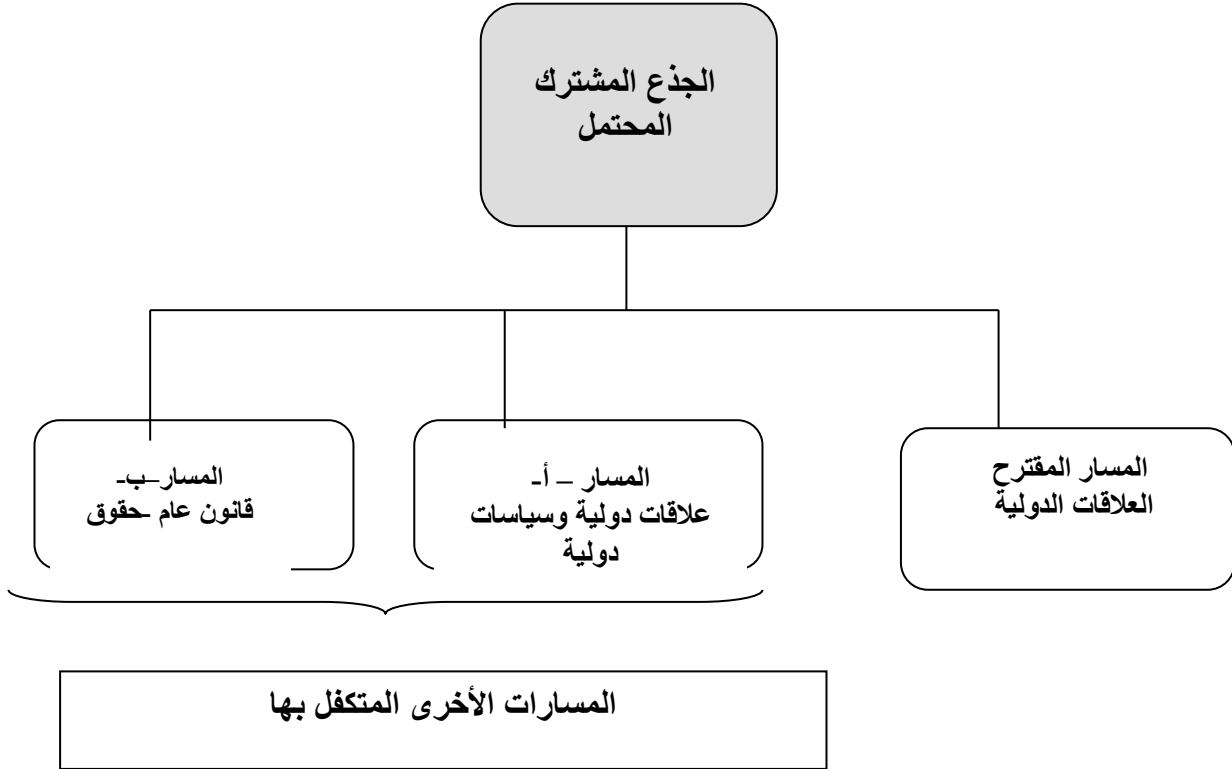 الجذع المشترك
المحتمل
المسار المقترح
العلاقات الدولية
المسار – أ-
علاقات دولية وسياسات
دولية
المسار–ب-
قانون عام -حقوق
المسارات الأخرى المتكفل بها